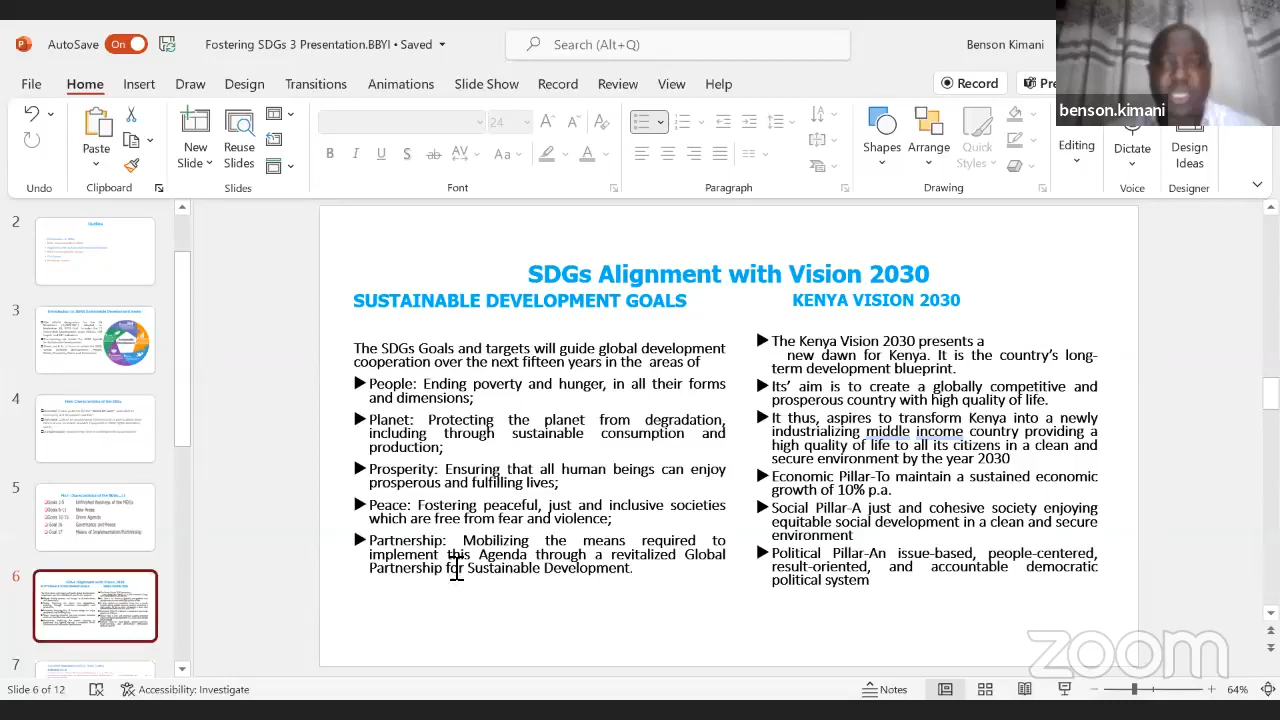 AutoSave On Fostering SDGs 3 Presentation.BBYI • Saved Search (Alt+Q) Benson Kimani
File Home Insert Draw Design Transitions Animations Slide Show Record Review View Help Record Pre
benson.kimani
24
Paste New Slide Reuse Slides Shapes Arrange Quick Styles Editing Dictate Design Ideas
Undo Clipboard Slides Font Paragraph Drawing Voice Designer
2
3
4
6
7
SDGs Alignment with Vision 2030
SUSTAINABLE DEVELOPMENT GOALS
The SDGs Goals and targets will guide global development
cooperation over the next fifteen years in the areas of
People: Ending poverty and hunger, in all their forms
and dimensions;
Planet: Protecting the planet from degradation,
including through sustainable consumption and
production;
Prosperity: Ensuring that all human beings can enjoy
prosperous and fulfilling lives;
Peace: Fostering peaceful, just and inclusive societies
which are free from fear and violence;
Partnership: Mobilizing the means required to
implement this Agenda through a revitalized Global
Partnership for Sustainable Development.
KENYA VISION 2030
The Kenya Vision 2030 presents a
new dawn for Kenya. It is the country's long-
term development blueprint.
Its' aim is to create a globally competitive and
prosperous country with high quality of life.
industrializing middle income country providing a
high quality of life to all its citizens in a clean and
secure environment by the year 2030
Economic Pillar-To maintain a sustained economic
growth of 10% p.a.
Social Pillar-A just and cohesive society enjoying
equitable social development in a clean and secure
environment
Political Pillar-An issue-based, people-centered,
result-oriented, and accountable democratic
political system
zoom
Slide 6 of 12 Accessibility: Investigate Notes 64%